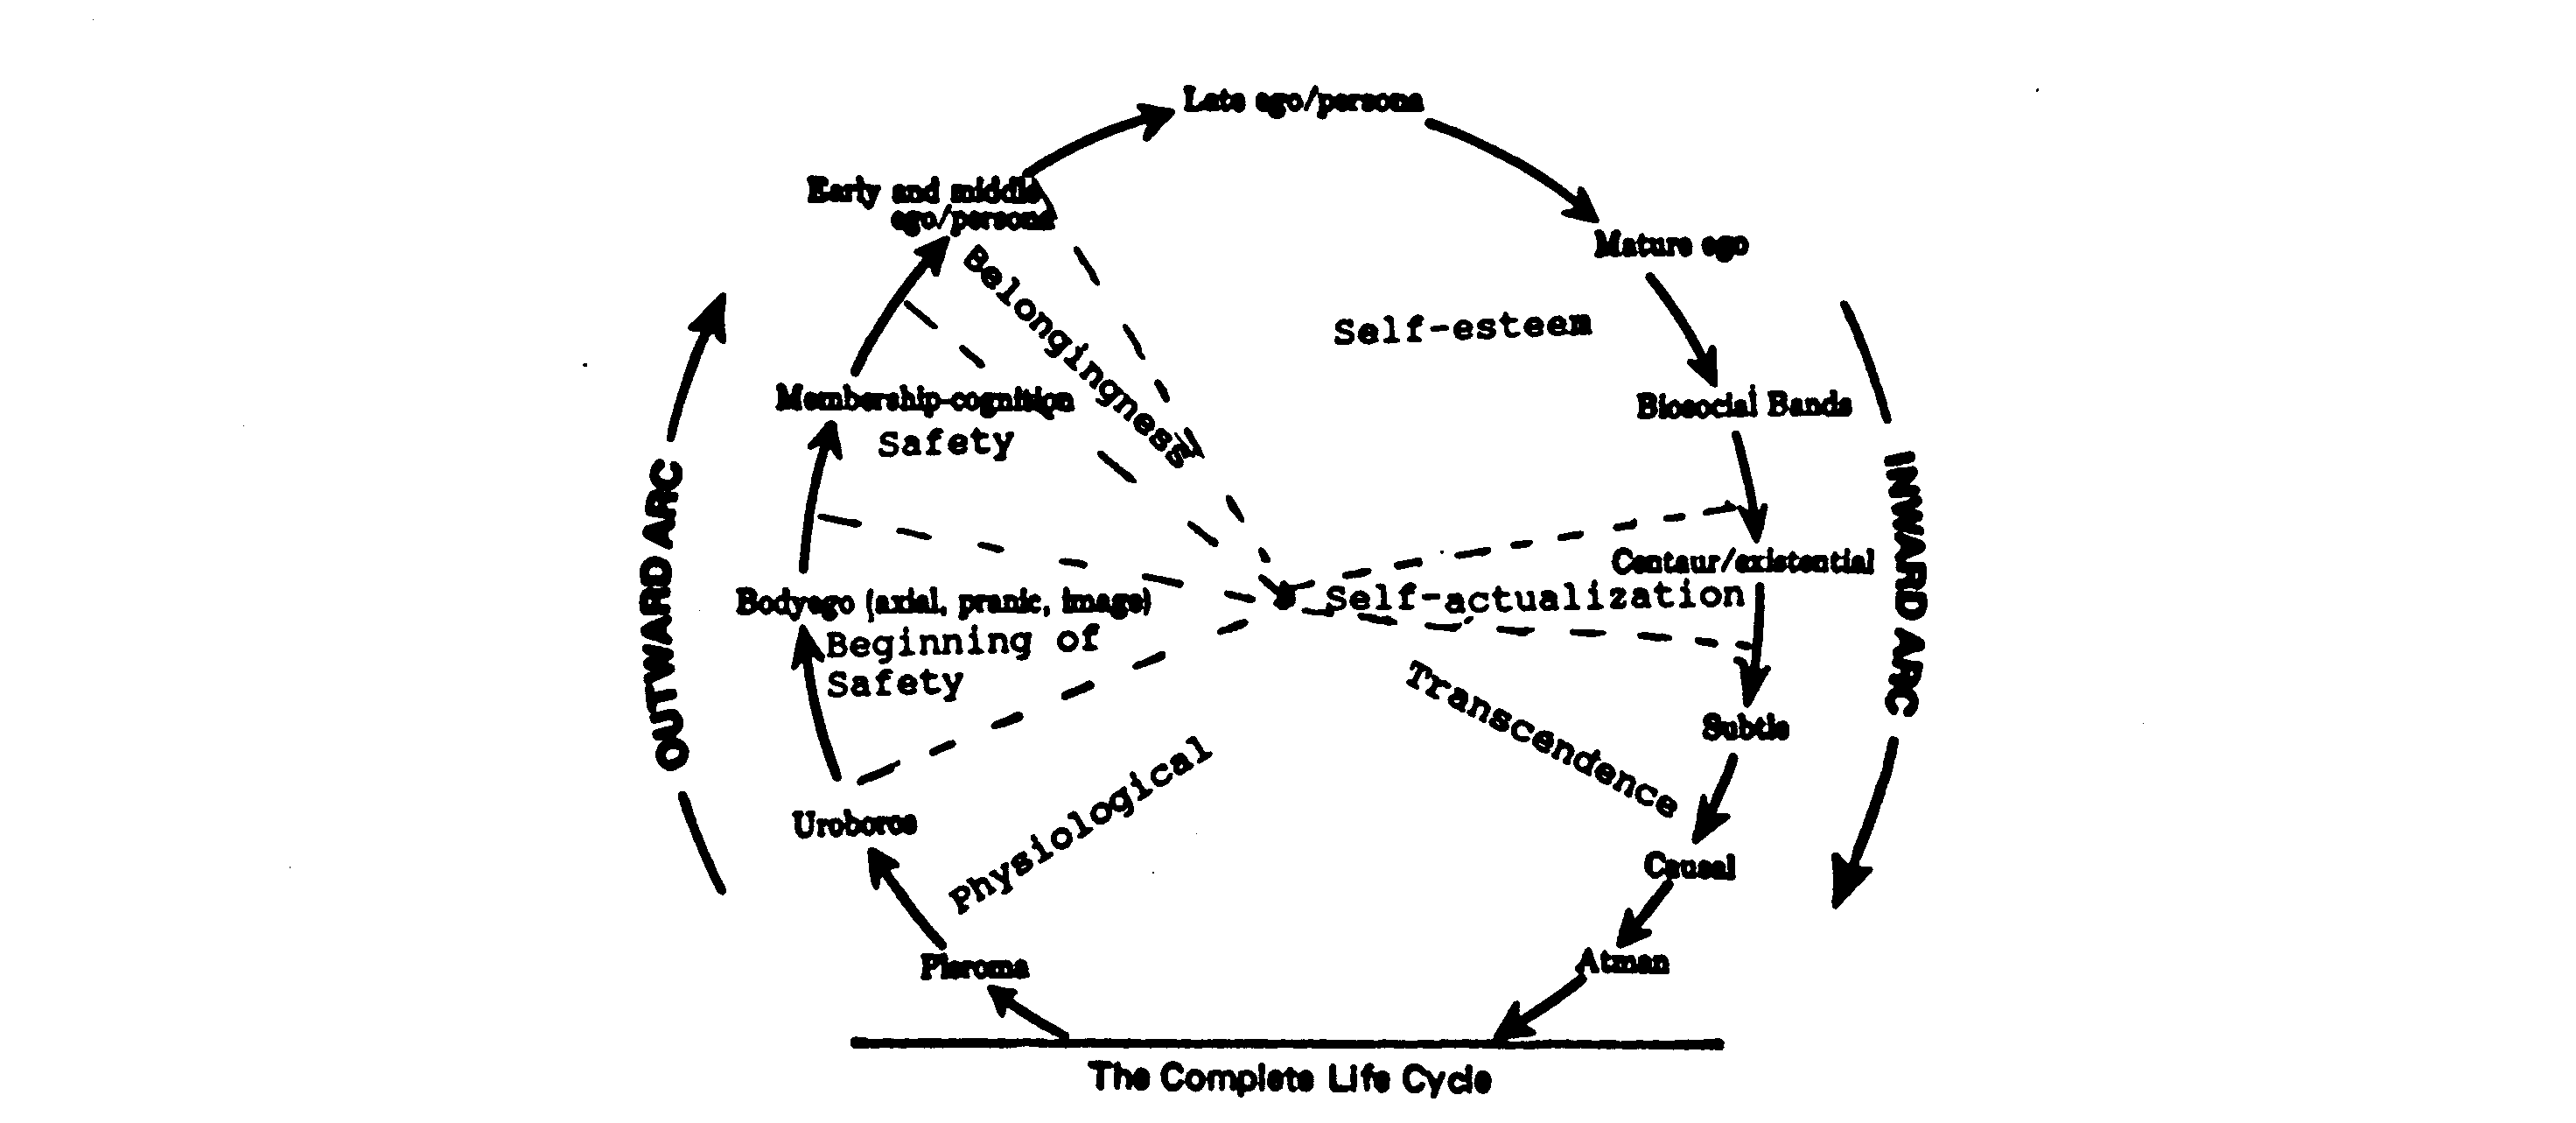 Late ego/persona
Early and middle
ego/persona
Mature ego
Belongingness
Self-esteem
Membership-cognition
Safety
Biosocial Bands
OUTWARD ARC
INWARD ARC
Centaur/existential
Bodyego (axial, pranic, image)
Self-actualization
Beginning of
Safety
Transcendence
Subtle
Physiological
Uroboros
Causal
Pleroma
Atman
The Complete Life Cycle